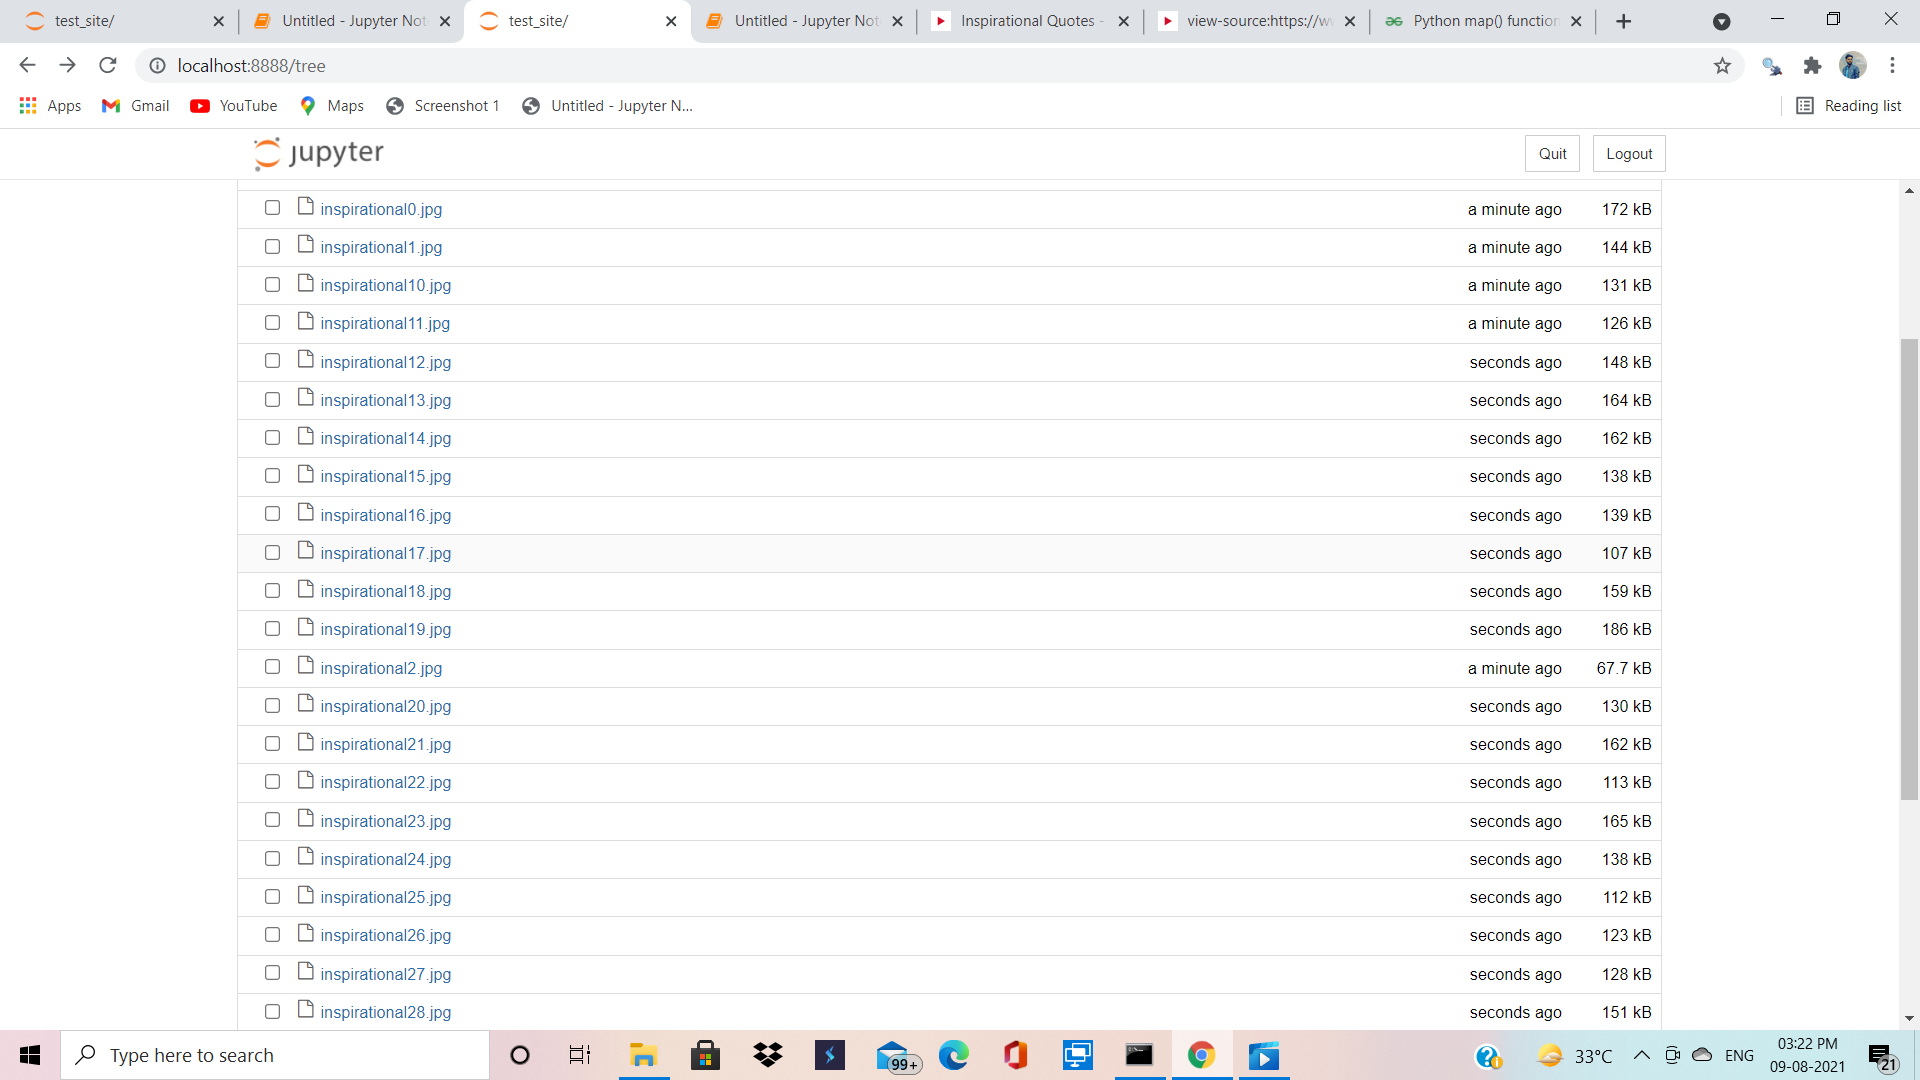 test_site/
Untitled - Jupyter Not
test_site/
Untitled - Jupyter Not
Inspirational Quotes -
view-source:https://w
Python map() function
localhost:8888/tree
Apps
Gmail
YouTube
Maps
Screenshot 1
Untitled - Jupyter N...
Reading list
jupyter
Quit
Logout
inspirational0.jpg a minute ago 172 kB
inspirational1.jpg a minute ago 144 kB
inspirational10.jpg a minute ago 131 kB
inspirational11.jpg a minute ago 126 kB
inspirational12.jpg seconds ago 148 kB
inspirational13.jpg seconds ago 164 kB
inspirational14.jpg seconds ago 162 kB
inspirational15.jpg seconds ago 138 kB
inspirational16.jpg seconds ago 139 kB
inspirational17.jpg seconds ago 107 kB
inspirational18.jpg seconds ago 159 kB
inspirational19.jpg seconds ago 186 kB
inspirational2.jpg a minute ago 67.7 kB
inspirational20.jpg seconds ago 130 kB
inspirational21.jpg seconds ago 162 kB
inspirational22.jpg seconds ago 113 kB
inspirational23.jpg seconds ago 165 kB
inspirational24.jpg seconds ago 138 kB
inspirational25.jpg seconds ago 112 kB
inspirational26.jpg seconds ago 123 kB
inspirational27.jpg seconds ago 128 kB
inspirational28.jpg seconds ago 151 kB
Type here to search
99+
33°C
ENG
03:22 PM
09-08-2021
21